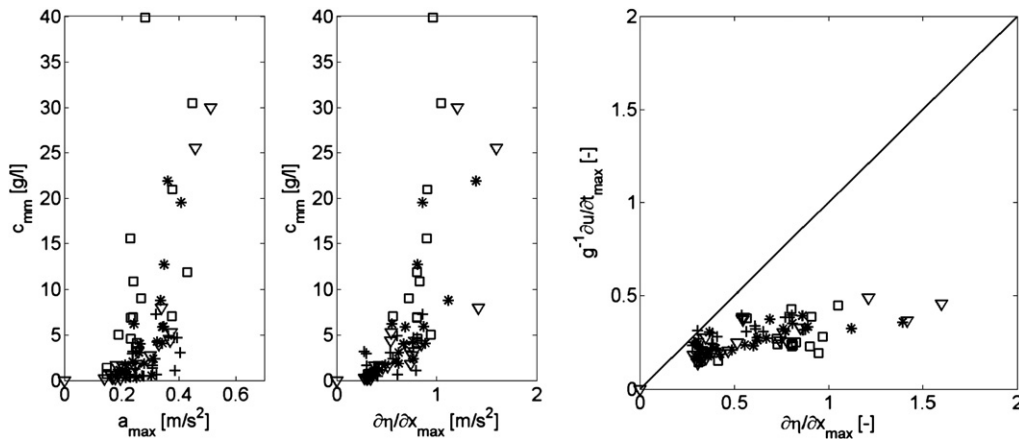 40
35
30
25
20
15
10
5
0
c_mm [g/l]
0 0.2 0.4 0.6
a_max [m/s²]
40
35
30
25
20
15
10
5
0
c_mm [g/l]
0 1 2
∂η/∂x_max [m/s²]
2
1.5
1
0.5
0
g⁻¹∂u/∂t_max [-]
0 0.5 1 1.5 2
∂η/∂x_max [-]